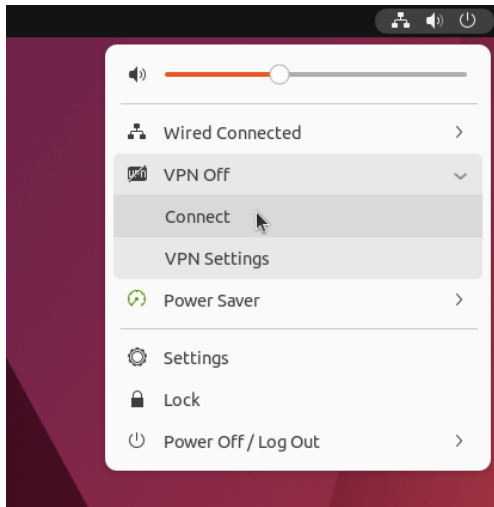 Wired Connected
VPN Off
Connect
VPN Settings
Power Saver
Settings
Lock
Power Off / Log Out